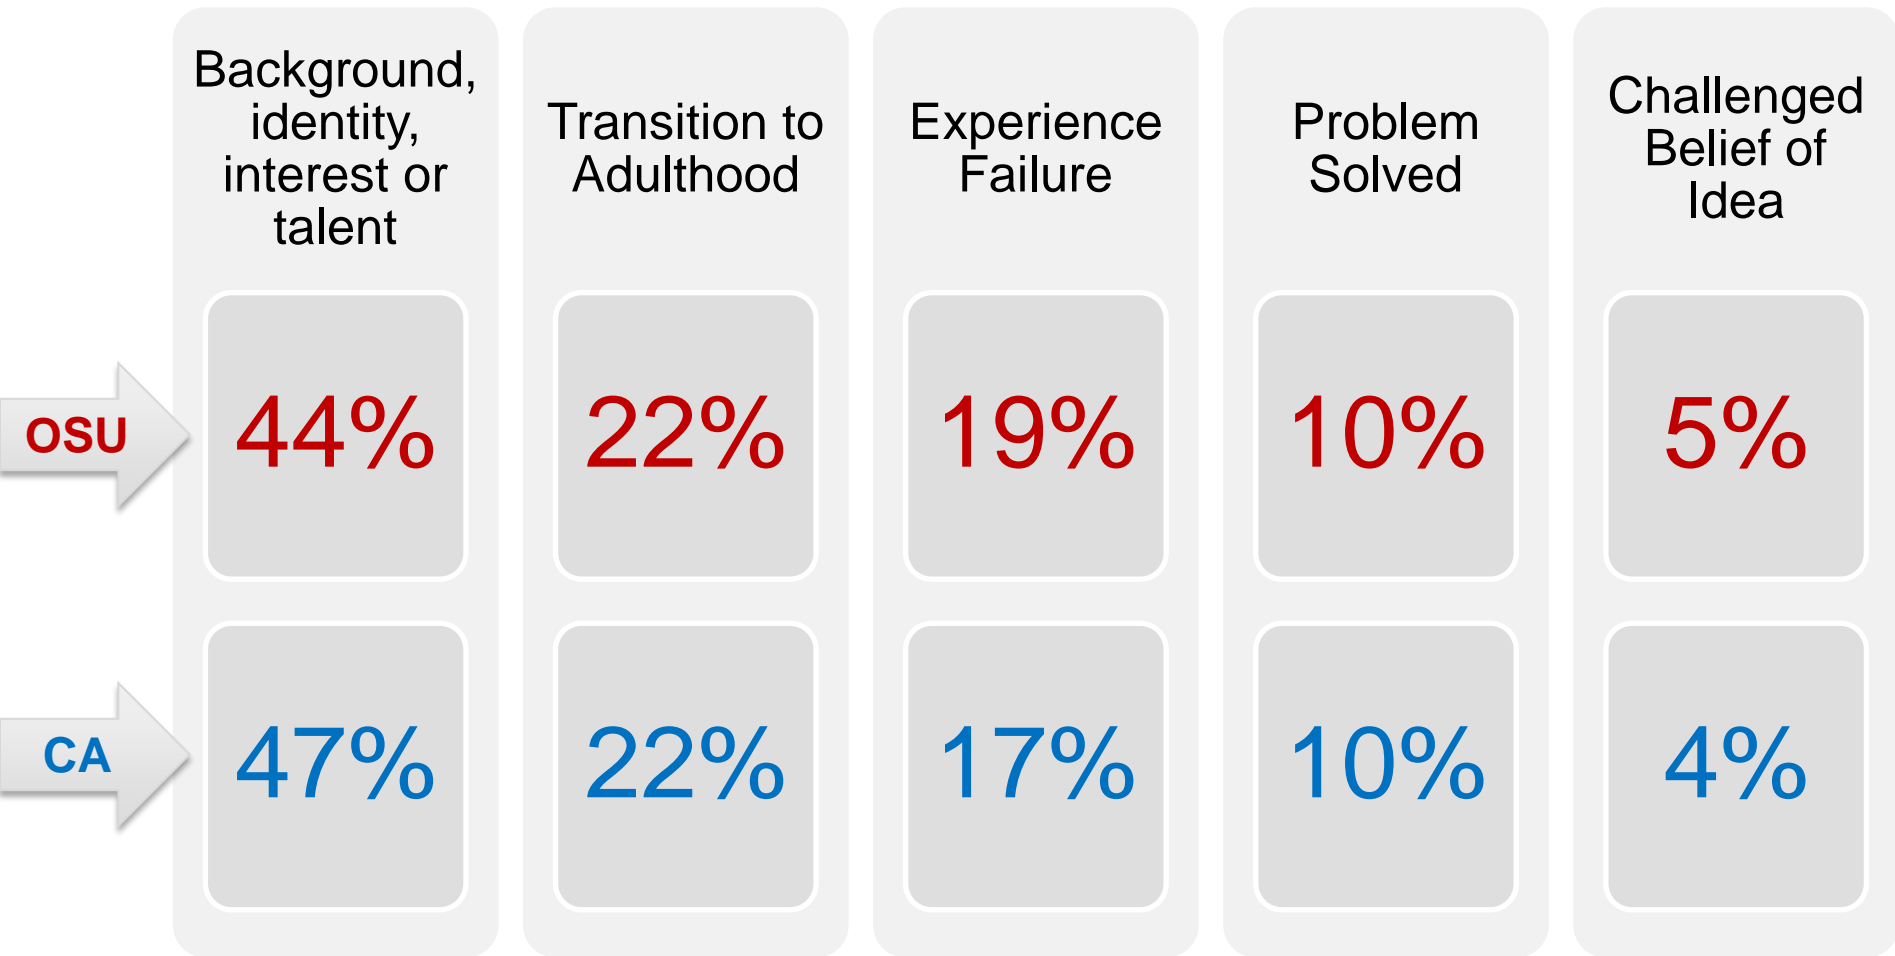 Background,
identity,
interest or
talent
Transition to
Adulthood
Experience
Failure
Problem
Solved
Challenged
Belief of
Idea
OSU
44%
22%
19%
10%
5%
CA
47%
22%
17%
10%
4%